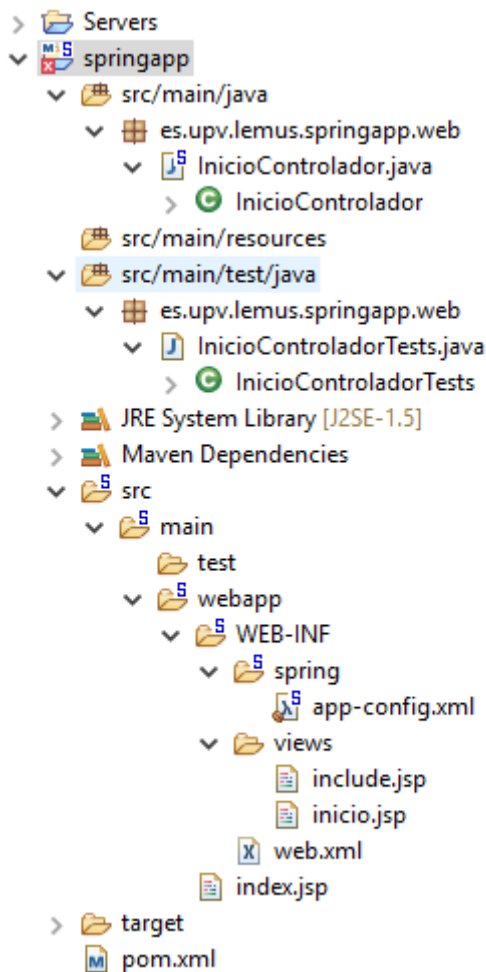 Servers
springapp
src/main/java
es.upv.lemus.springapp.web
InicioControlador.java
InicioControlador
src/main/resources
src/main/test/java
es.upv.lemus.springapp.web
InicioControladorTests.java
InicioControladorTests
JRE System Library [J2SE-1.5]
Maven Dependencies
src
main
test
webapp
WEB-INF
spring
app-config.xml
views
include.jsp
inicio.jsp
web.xml
index.jsp
target
pom.xml